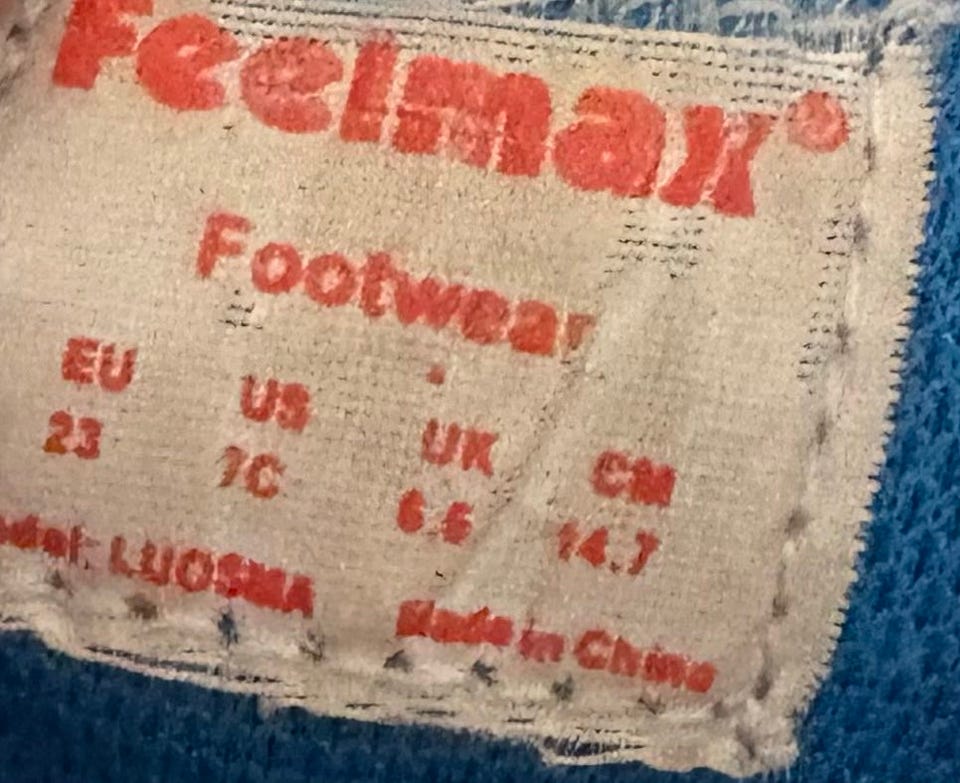 Feelmax®
Footwear
EU US UK CM
23 7C 6.5 14.7
Model: LUOSMA Made in China